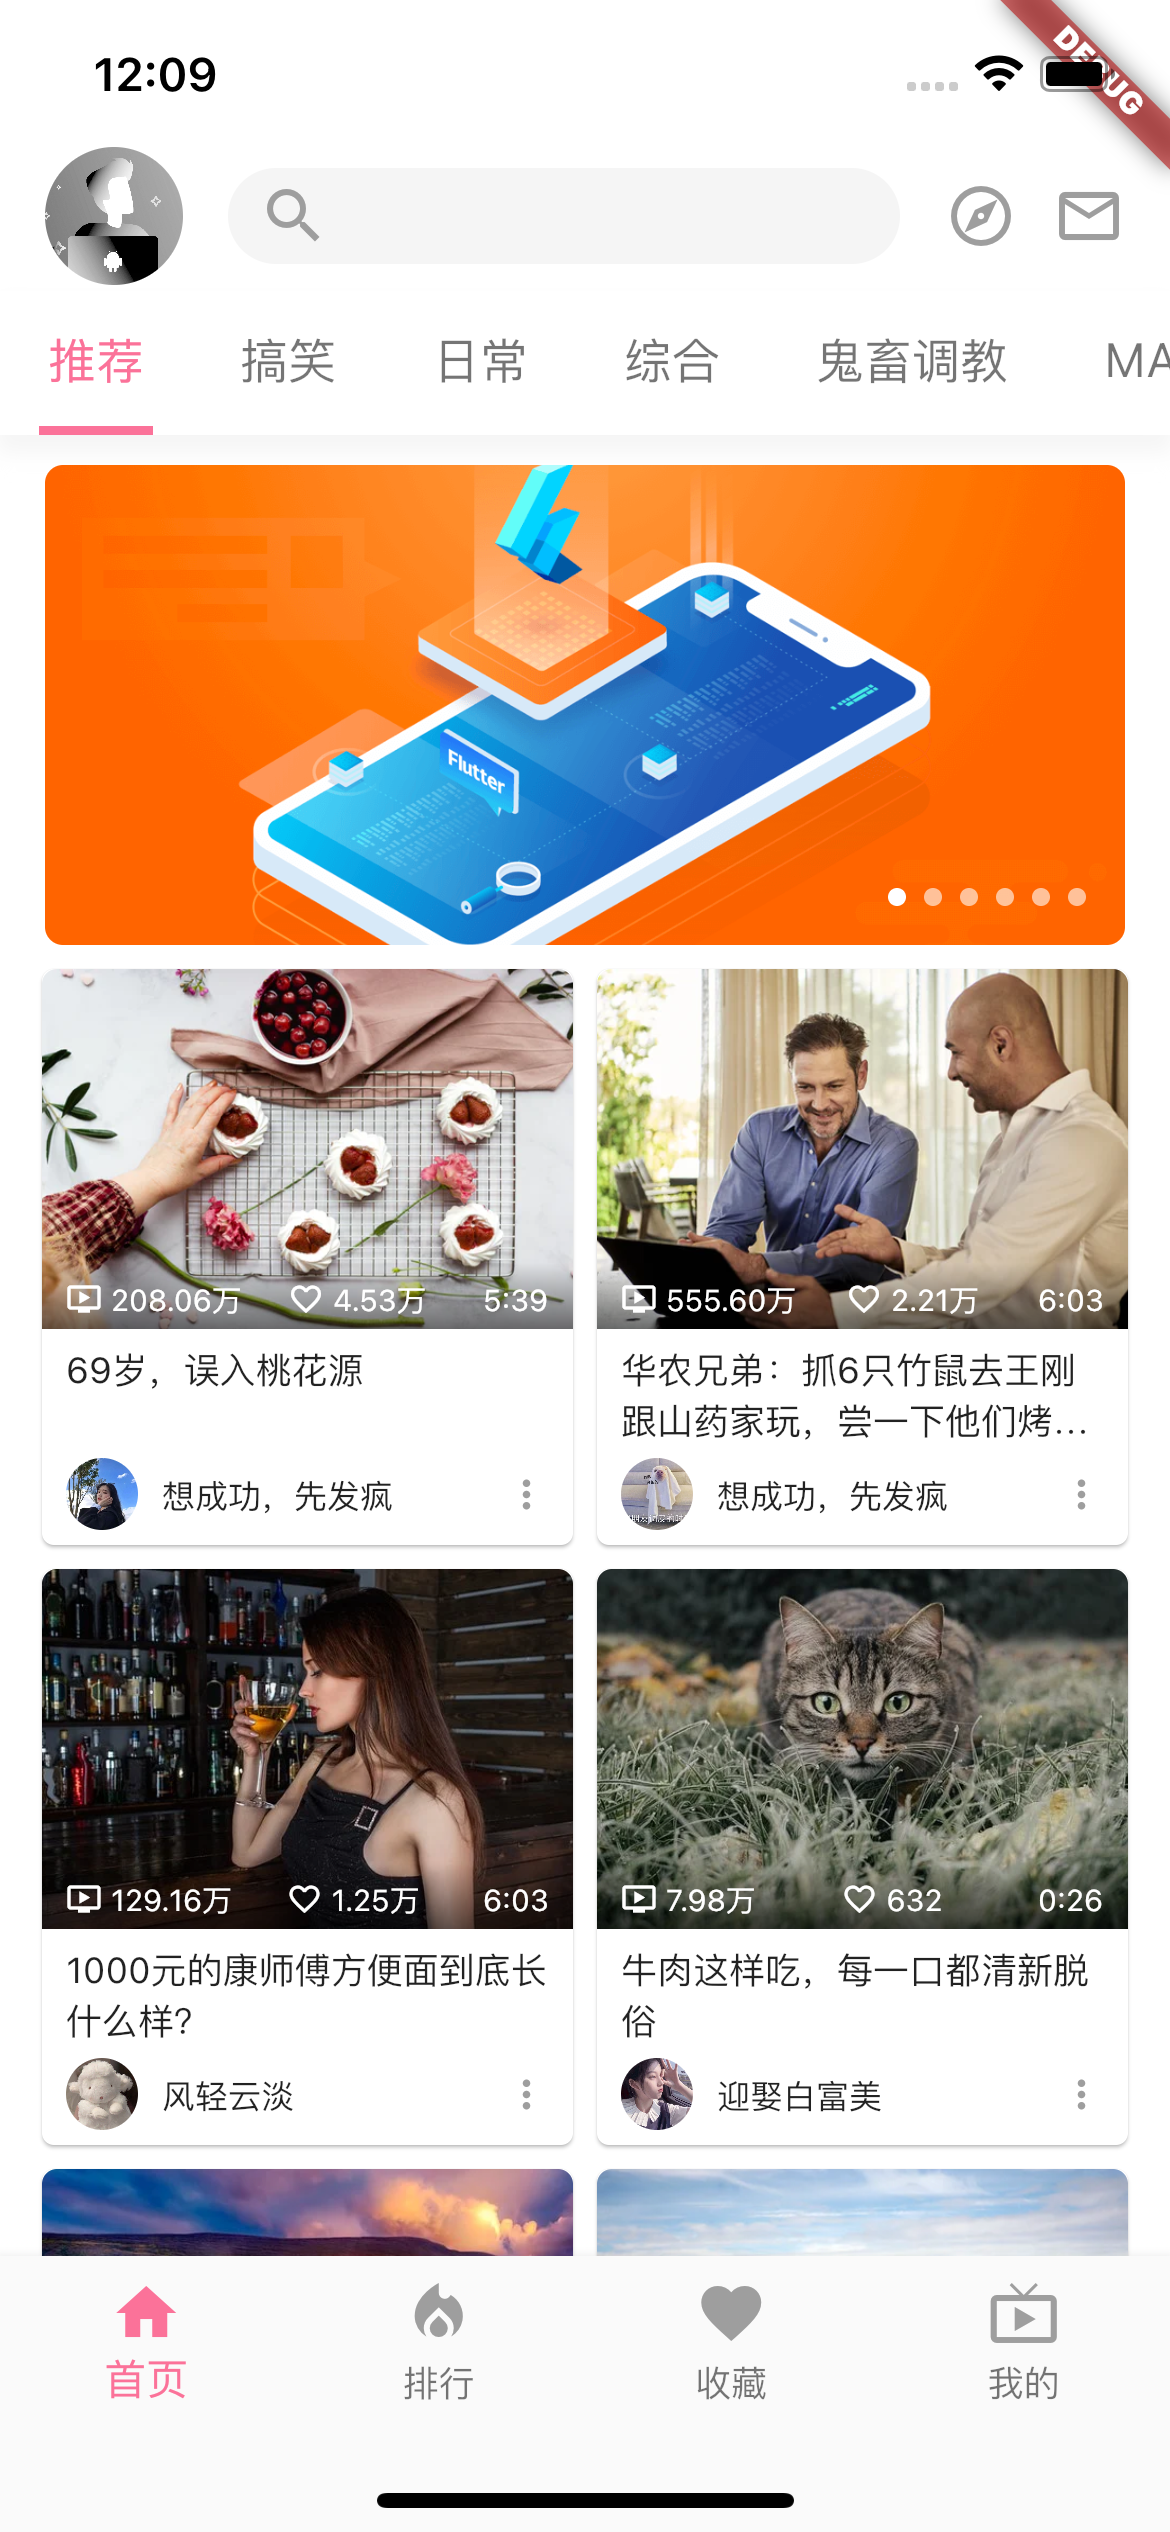 12:09
DEBUG
推荐
搞笑
日常
综合
鬼畜调教
MA
Flutter
208.06万
4.53万
5:39
555.60万
2.21万
6:03
69岁，误入桃花源
华农兄弟：抓6只竹鼠去王刚
跟山药家玩，尝一下他们烤...
想成功，先发疯
想成功，先发疯
129.16万
1.25万
6:03
7.98万
632
0:26
1000元的康师傅方便面到底长
什么样？
牛肉这样吃，每一口都清新脱
俗
风轻云淡
迎娶白富美
首页
排行
收藏
我的